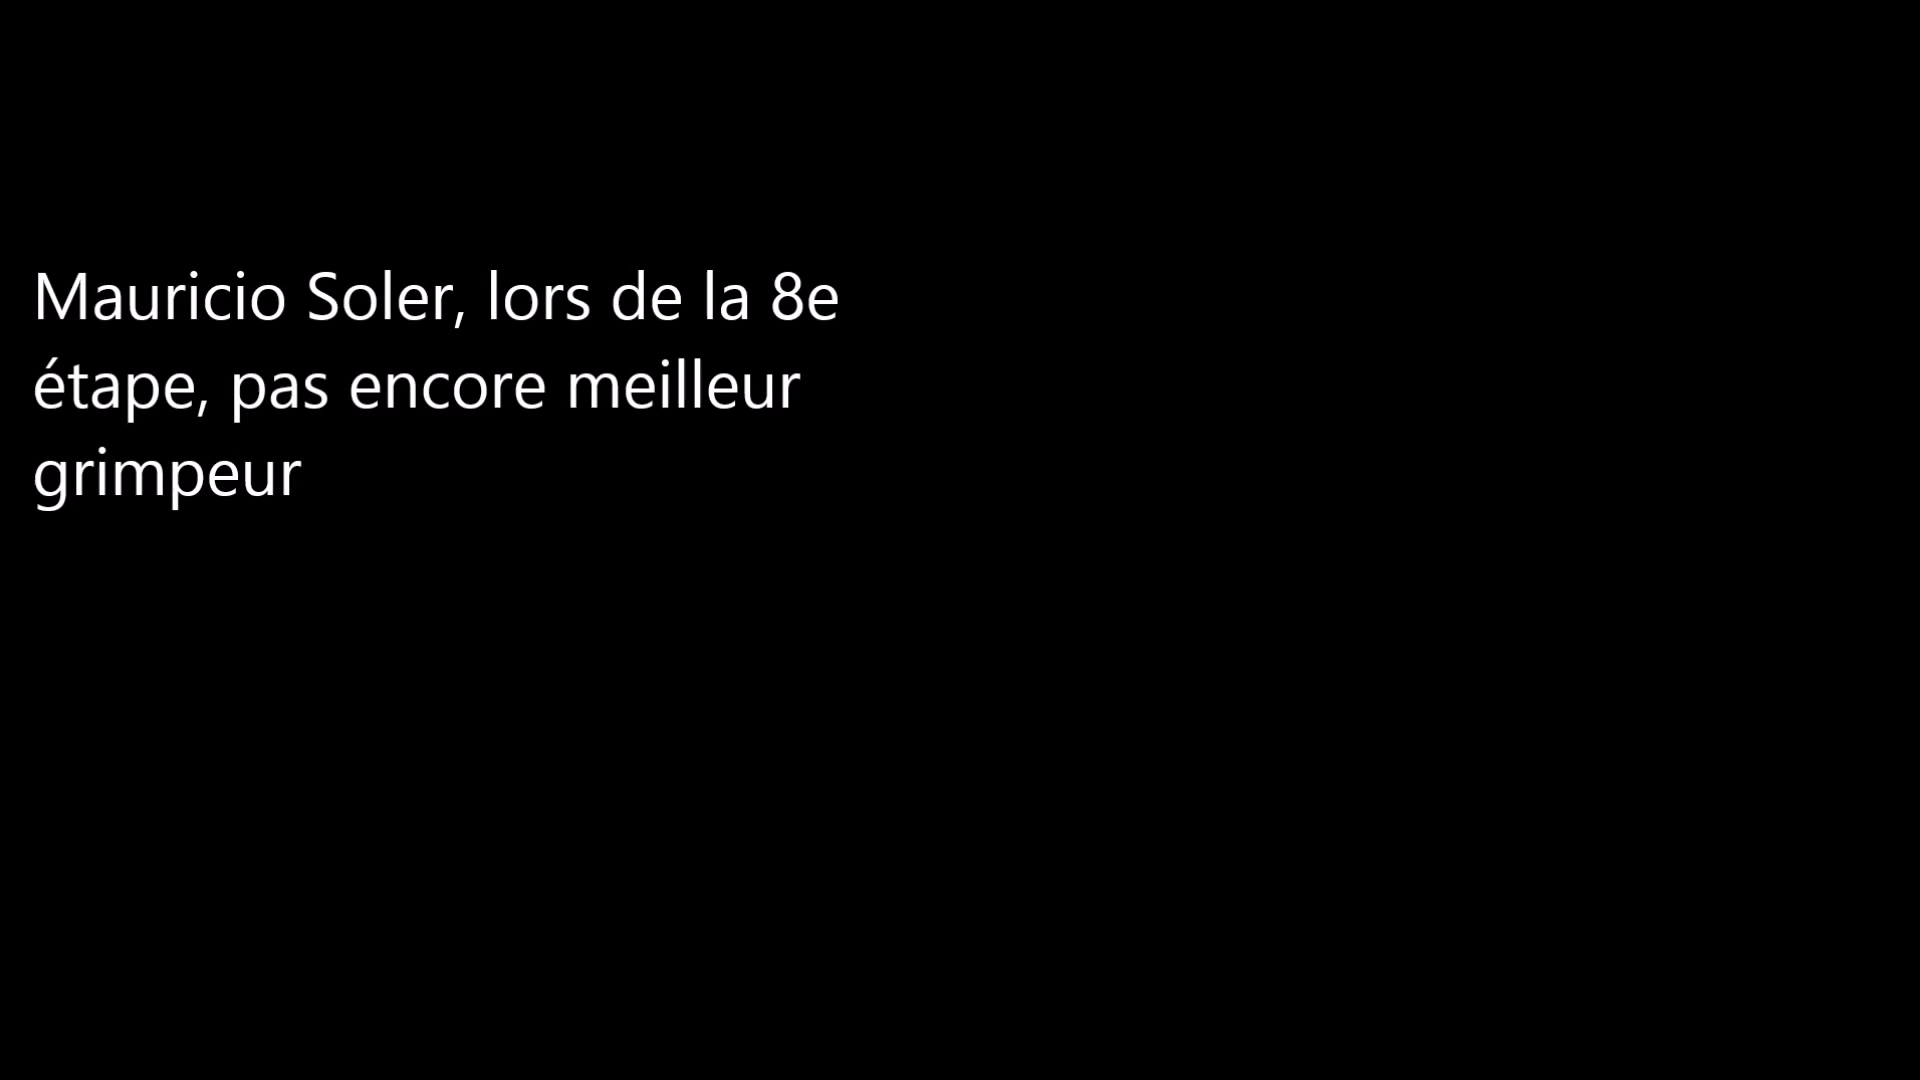 Mauricio Soler, lors de la 8e
étape, pas encore meilleur
grimpeur